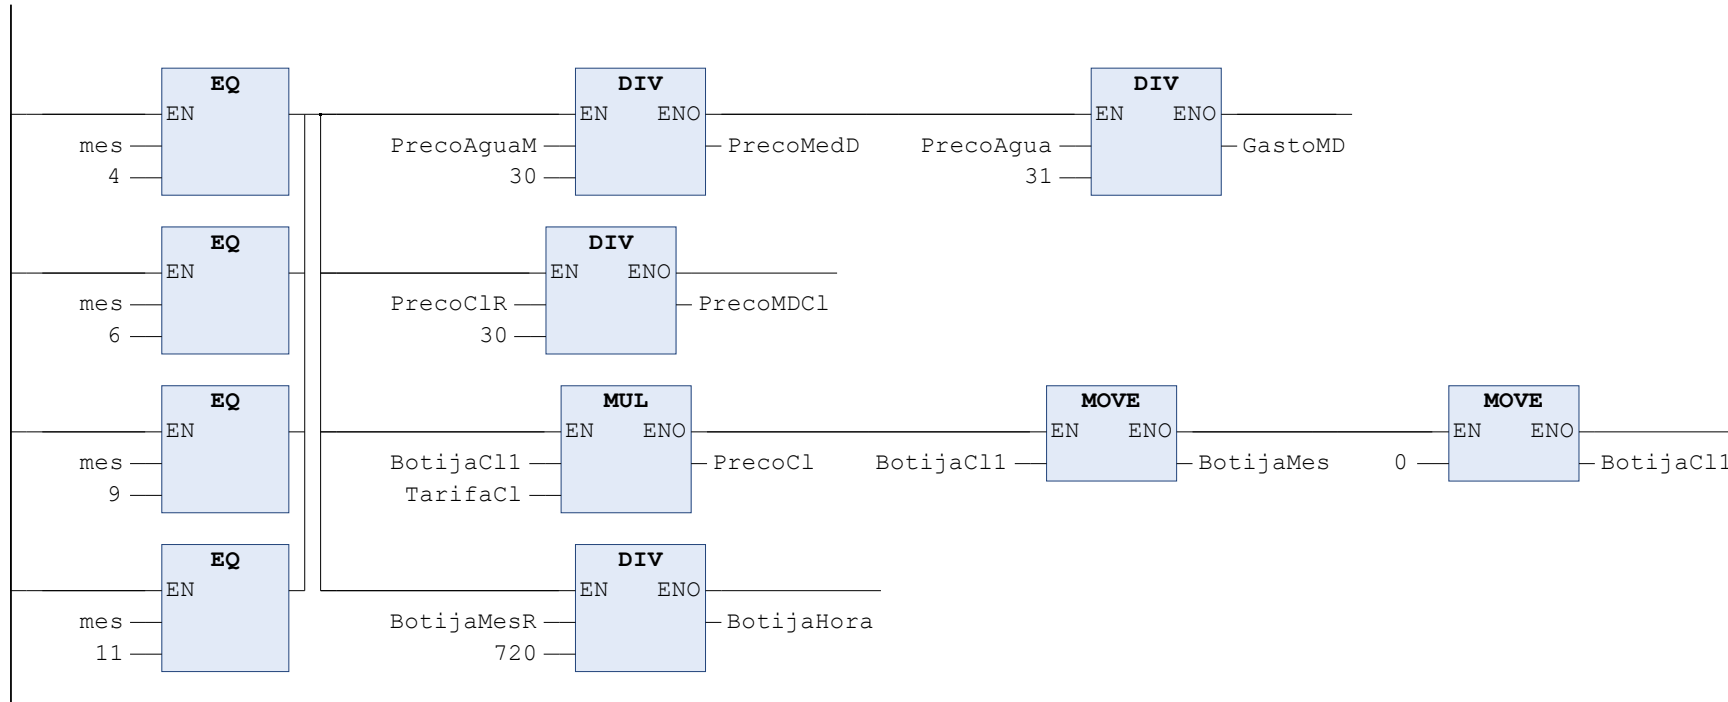 EQ DIV DIV
EN EN ENO EN ENO
mes PrecoAguaM PrecoMedD PrecoAgua GastoMD
4 30 31
EQ DIV
EN EN ENO
mes PrecoClR PrecoMDCl
6 30
EQ MUL MOVE MOVE
EN EN ENO EN ENO EN ENO
mes BotijaCl1 PrecoCl BotijaCl1 BotijaMes 0 BotijaCl1
9 TarifaCl
EQ DIV
EN EN ENO
mes BotijaMesR BotijaHora
11 720